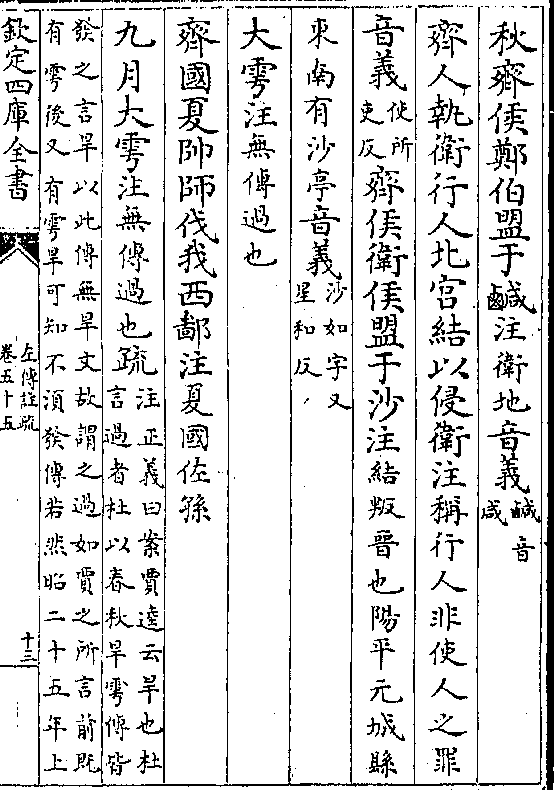 秋齊侯鄭伯盟于鹹注衛地音義鹹音咸
齊人執衛行人北宫結以侵衛注稱行人非使人之罪
音義使所吏反齊侯衛侯盟于沙注結叛晉也陽平元城縣
東南有沙亭音義沙如字又星和反
大雩注無傳過也
齊國夏帥師伐我西鄙注夏國佐孫
九月大雩注無傳過也疏注正義曰案賈逵云旱也杜言過者杜以春秋旱雩傳皆
發之言旱以此傳無旱文故謂之過如賈之所言前既有雩後又有雩旱可知不須發傳若然昭二十五年上
欽定四庫全書
左傳註疏
卷五十五
十三